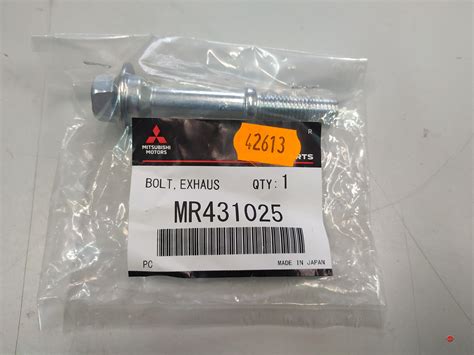 42613
R
MITSUBISHI
MOTORS
RTS
BOLT,EXHAUS QTY:1
MR431025
PC MADE IN JAPAN